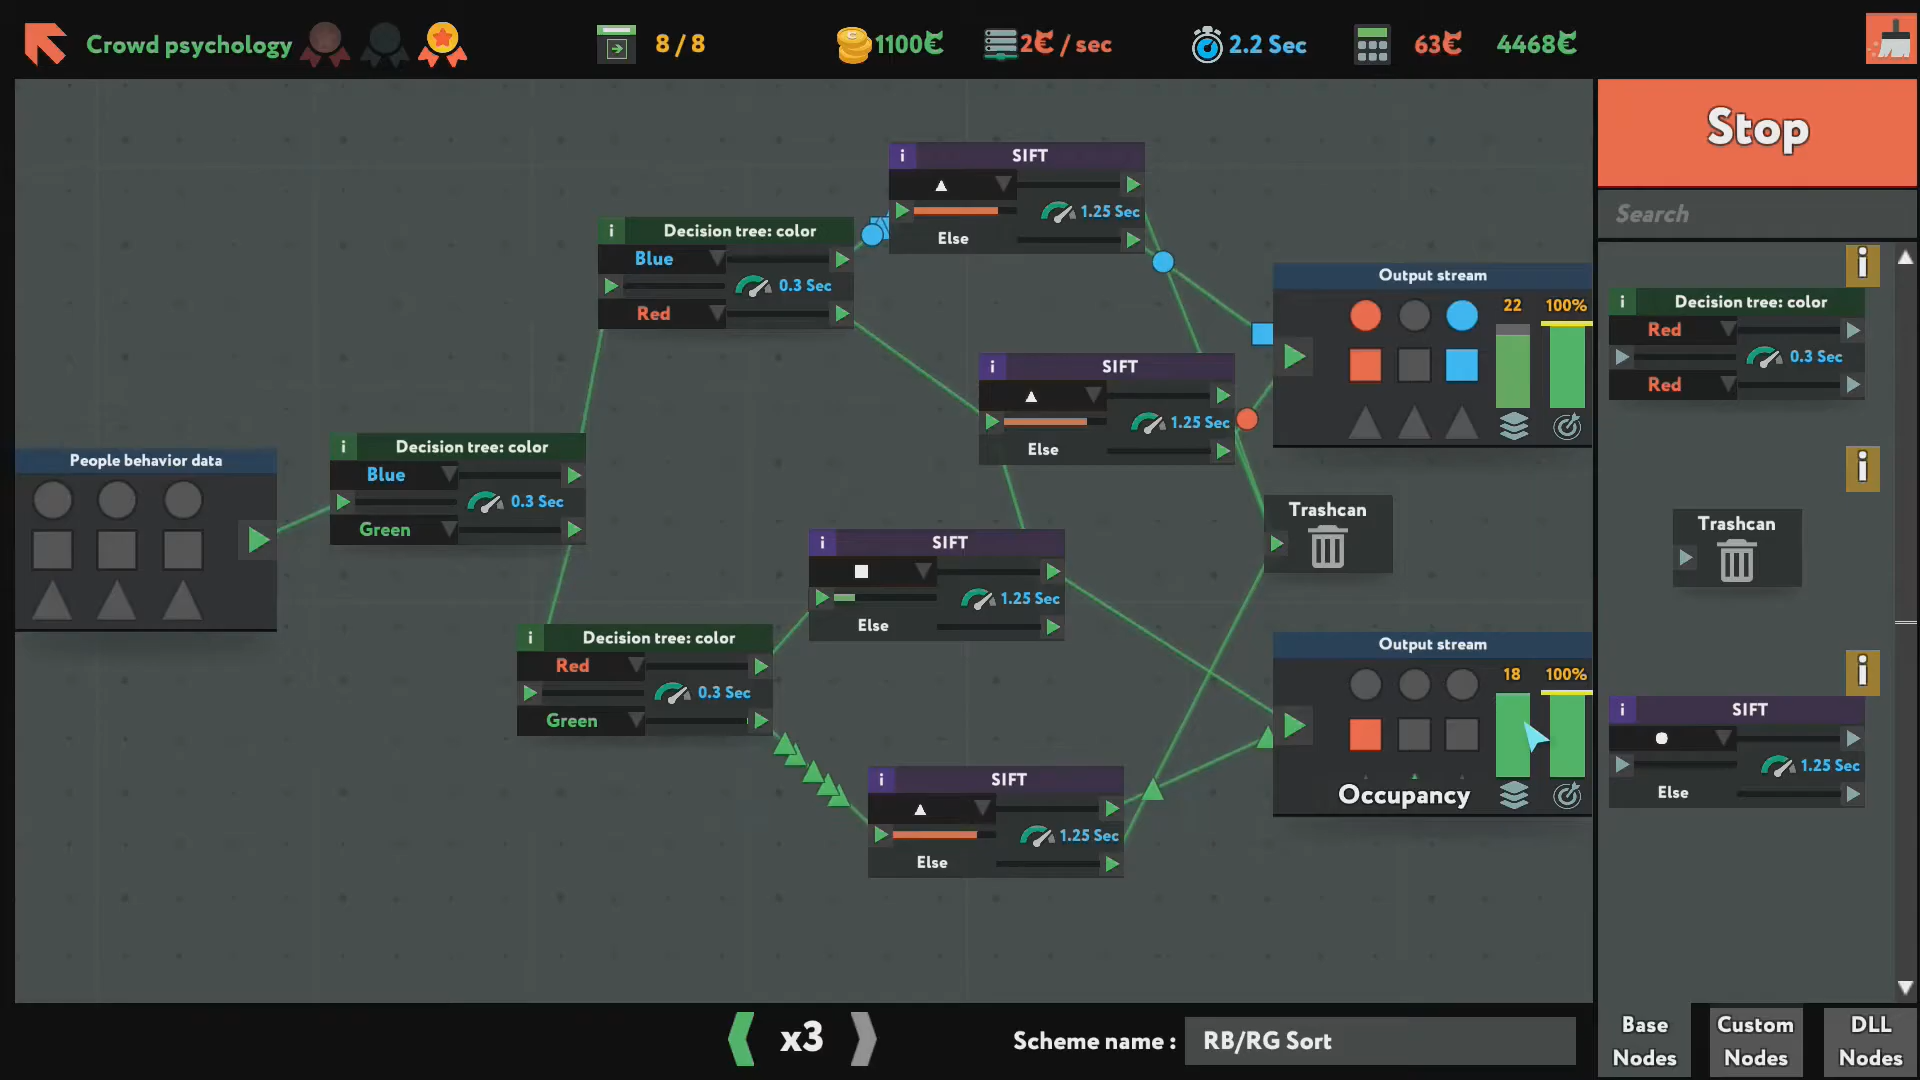 Crowd psychology
8 / 8
1100€
2€ / sec
2.2 Sec
63€
4468€
Stop
Search
i SIFT
1.25 Sec
Else
i Decision tree: color
Blue
0.3 Sec
Red
Output stream
22 100%
i
i Decision tree: color
Red
0.3 Sec
Red
i SIFT
1.25 Sec
Else
People behavior data
i Decision tree: color
Blue
0.3 Sec
Green
i
Trashcan
Trashcan
i SIFT
1.25 Sec
Else
i Decision tree: color
Red
0.3 Sec
Green
Output stream
18 100%
Occupancy
i
i SIFT
1.25 Sec
Else
i SIFT
1.25 Sec
Else
x3
Scheme name :
RB/RG Sort
Base
Nodes
Custom
Nodes
DLL
Nodes